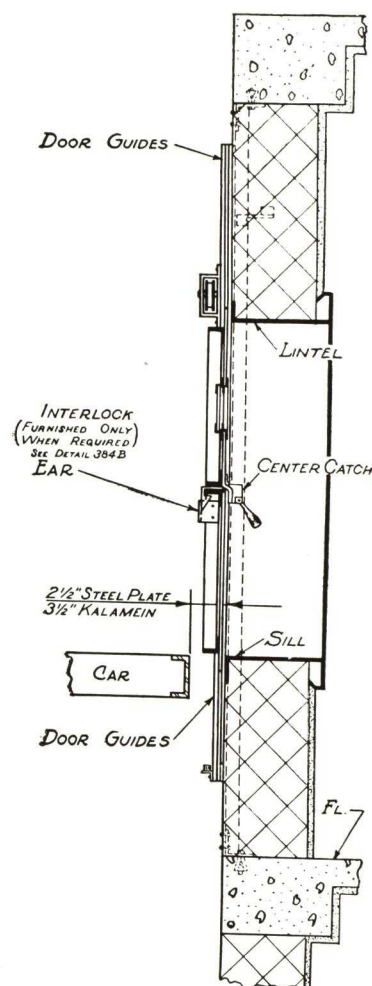 DOOR GUIDES
LINTEL
INTERLOCK
(FURNISHED ONLY
WHEN REQUIRED)
SEE DETAIL 384B
EAR
CENTER CATCH
2½" STEEL PLATE
3½" KALAMEIN
SILL
CAR
DOOR GUIDES
FL.